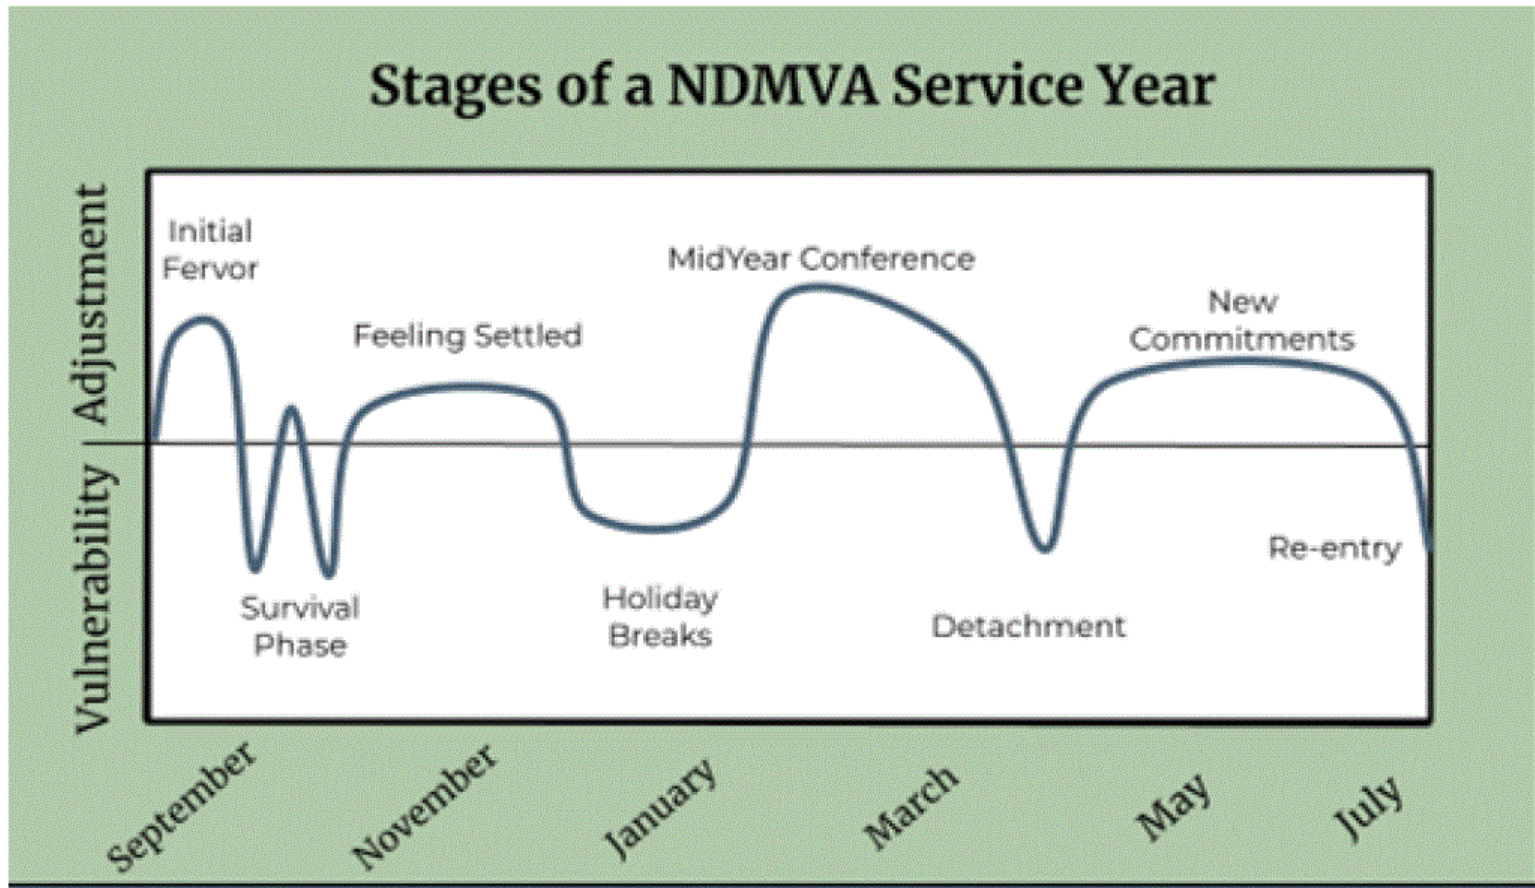 Stages of a NDMVA Service Year
Adjustment
Vulnerability
Initial
Fervor
Feeling Settled
MidYear Conference
New
Commitments
Survival
Phase
Holiday
Breaks
Detachment
Re-entry
September
November
January
March
May
July